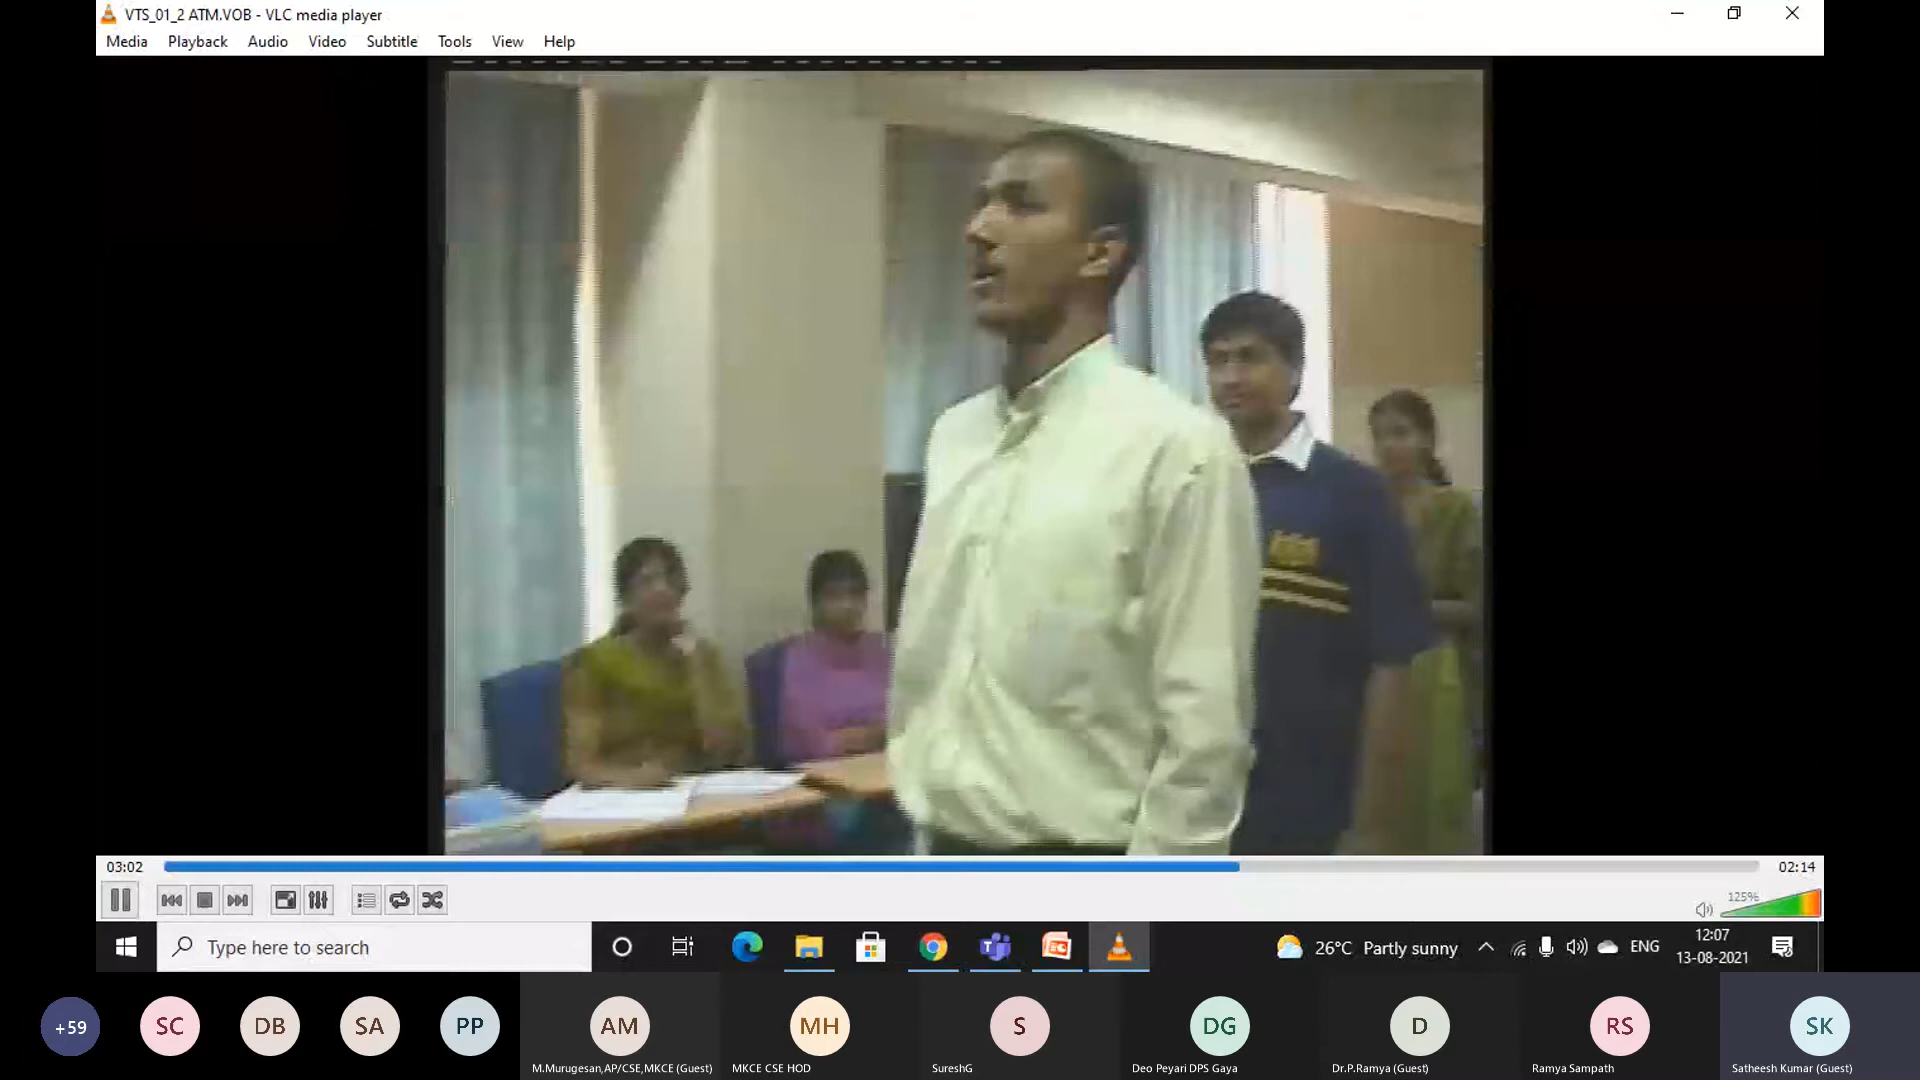 VTS_01_2 ATM.VOB - VLC media player
Media Playback Audio Video Subtitle Tools View Help
03:02
02:14
125%
Type here to search
26°C Partly sunny
ENG
12:07
13-08-2021
+59
SC
DB
SA
PP
AM
MH
S
DG
D
RS
SK
M.Murugesan,AP/CSE,MKCE (Guest)
MKCE CSE HOD
SureshG
Deo Peyari DPS Gaya
Dr.P.Ramya (Guest)
Ramya Sampath
Satheesh Kumar (Guest)